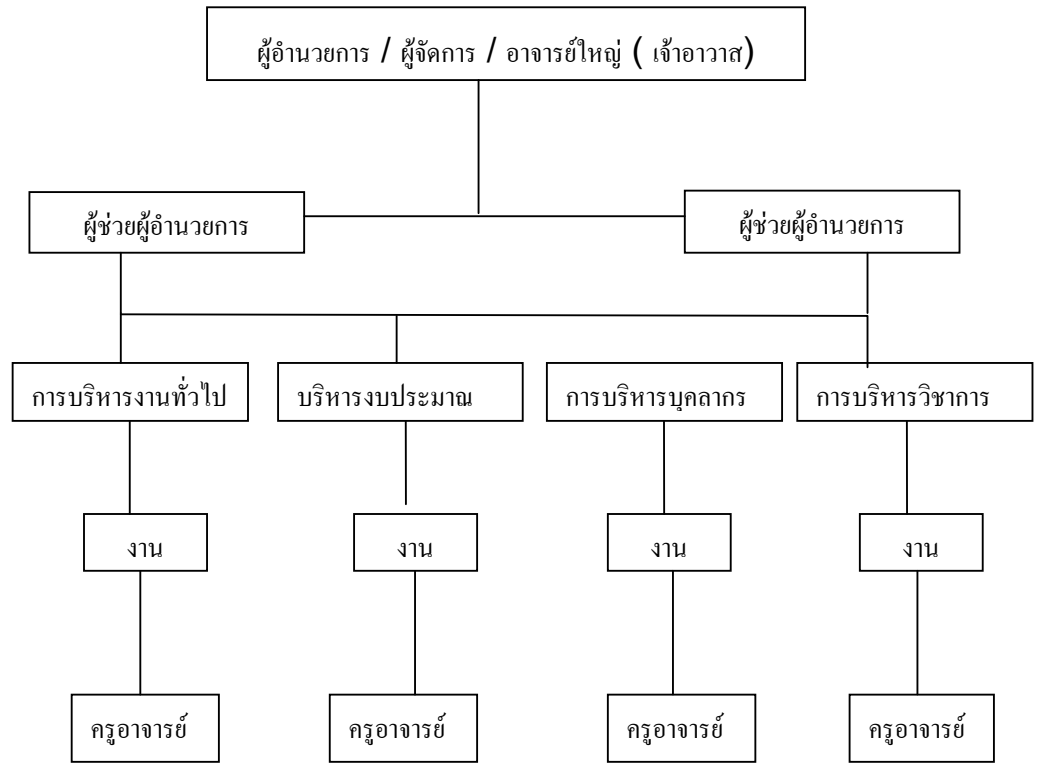 ผู้อำนวยการ / ผู้จัดการ / อาจารย์ใหญ่ ( เจ้าอาวาส)
ผู้ช่วยผู้อำนวยการ
ผู้ช่วยผู้อำนวยการ
การบริหารงานทั่วไป
บริหารงบประมาณ
การบริหารบุคลากร
การบริหารวิชาการ
งาน
งาน
งาน
งาน
ครูอาจารย์
ครูอาจารย์
ครูอาจารย์
ครูอาจารย์